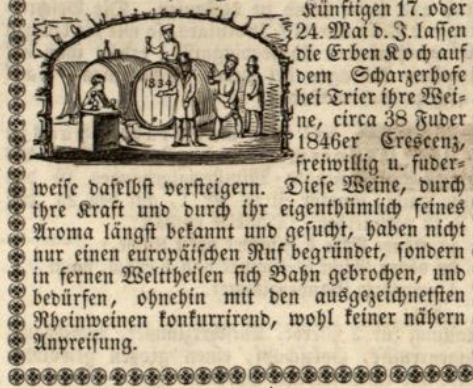 Künftigen 17. oder
24. Mai d. J. lassen
die Erben Koch auf
dem Scharzerhofe
bei Trier ihre Wei-
ne, circa 38 Fuder
1846er Crescenz,
freiwillig u. fuder-
weise daselbst versteigern. Diese Weine, durch
ihre Kraft und durch ihr eigenthümlich feines
Aroma längst bekannt und gesucht, haben nicht
nur einen europäischen Ruf begründet, sondern
in fernen Welttheilen sich Bahn gebrochen, und
bedürfen, ohnehin mit den ausgezeichnetsten
Rheinweinen konkurrirend, wohl keiner nähern
Anpreisung.
1834